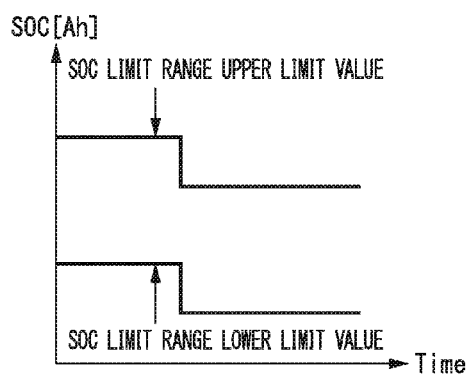 SOC[Ah]
SOC LIMIT RANGE UPPER LIMIT VALUE
SOC LIMIT RANGE LOWER LIMIT VALUE
Time